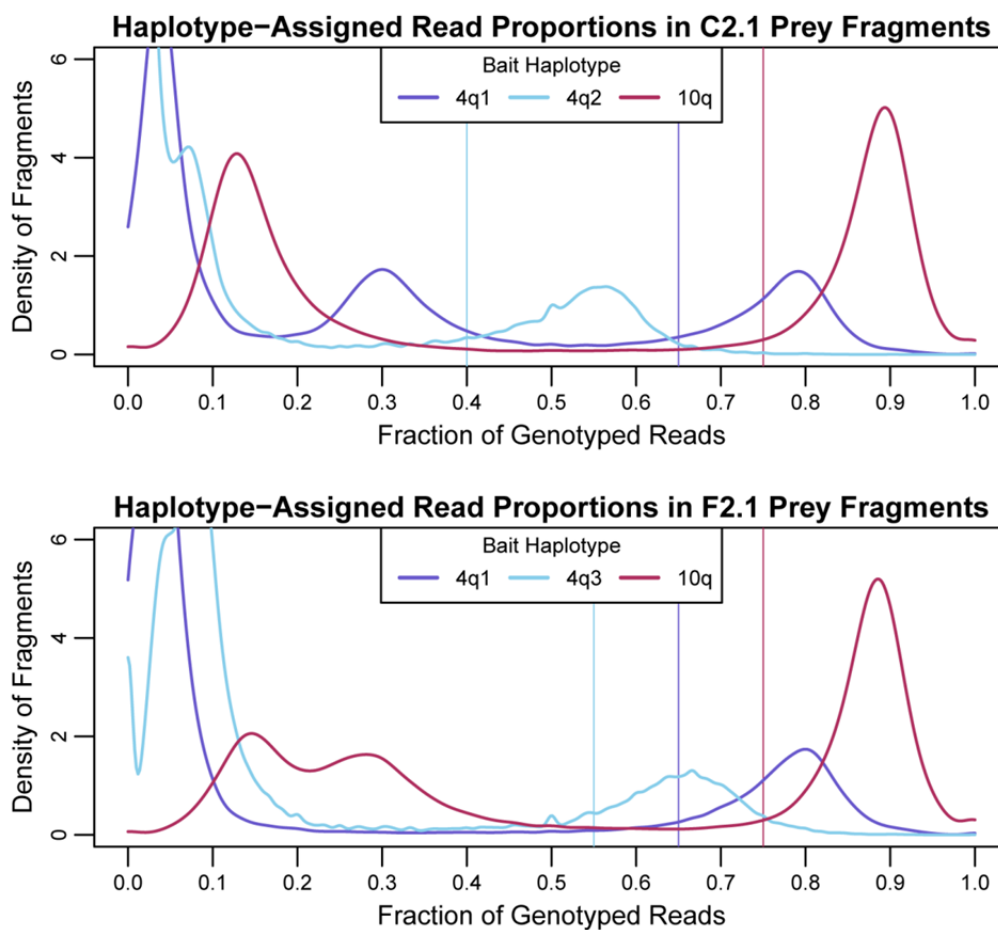 Haplotype−Assigned Read Proportions in C2.1 Prey Fragments
Bait Haplotype
4q1 4q2 10q
Density of Fragments
6
4
2
0
0.0 0.1 0.2 0.3 0.4 0.5 0.6 0.7 0.8 0.9 1.0
Fraction of Genotyped Reads
Haplotype−Assigned Read Proportions in F2.1 Prey Fragments
Bait Haplotype
4q1 4q3 10q
Density of Fragments
6
4
2
0
0.0 0.1 0.2 0.3 0.4 0.5 0.6 0.7 0.8 0.9 1.0
Fraction of Genotyped Reads